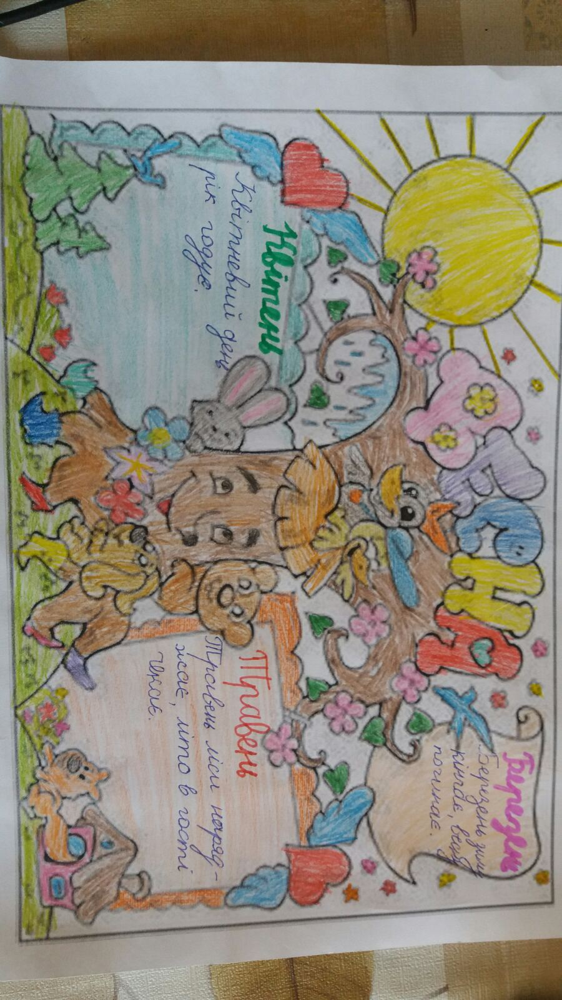 ВЕСНА
Березень
Березень зиму
кінчає, весну
починає.
Квітень
Квітневий день
рік годує.
Травень
Травень ліси наряд-
жає, літо в гості
чекає.